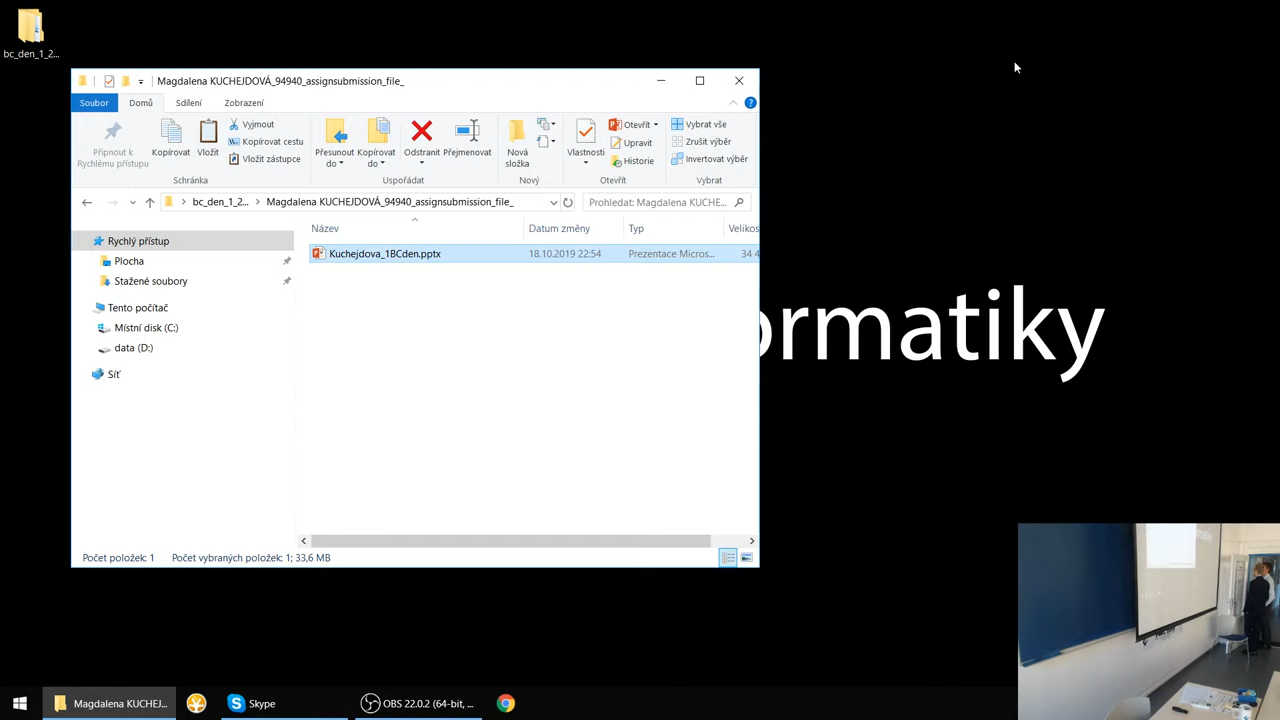 bc_den_1_2...
Magdalena KUCHEJDOVÁ_94940_assignsubmission_file_
Soubor
Domů
Sdílení
Zobrazení
Připnout k
Rychlému přístupu
Kopírovat
Vložit
Vyjmout
Kopírovat cestu
Vložit zástupce
Schránka
Přesunout
do
Kopírovat
do
Odstranit
Přejmenovat
Uspořádat
Nová
složka
Nový
Vlastnosti
Otevřít
Upravit
Historie
Otevřít
Vybrat vše
Zrušit výběr
Invertovat výběr
Vybrat
bc_den_1_2... Magdalena KUCHEJDOVÁ_94940_assignsubmission_file_
Prohledat: Magdalena KUCHE...
Název Datum změny Typ Velikos
Kuchejdova_1BCden.pptx 18.10.2019 22:54 Prezentace Micros... 34 4
Rychlý přístup
Plocha
Stažené soubory
Tento počítač
Místní disk (C:)
data (D:)
Síť
ormatiky
Počet položek: 1 Počet vybraných položek: 1; 33,6 MB
Magdalena KUCHEJ... Skype OBS 22.0.2 (64-bit, ...